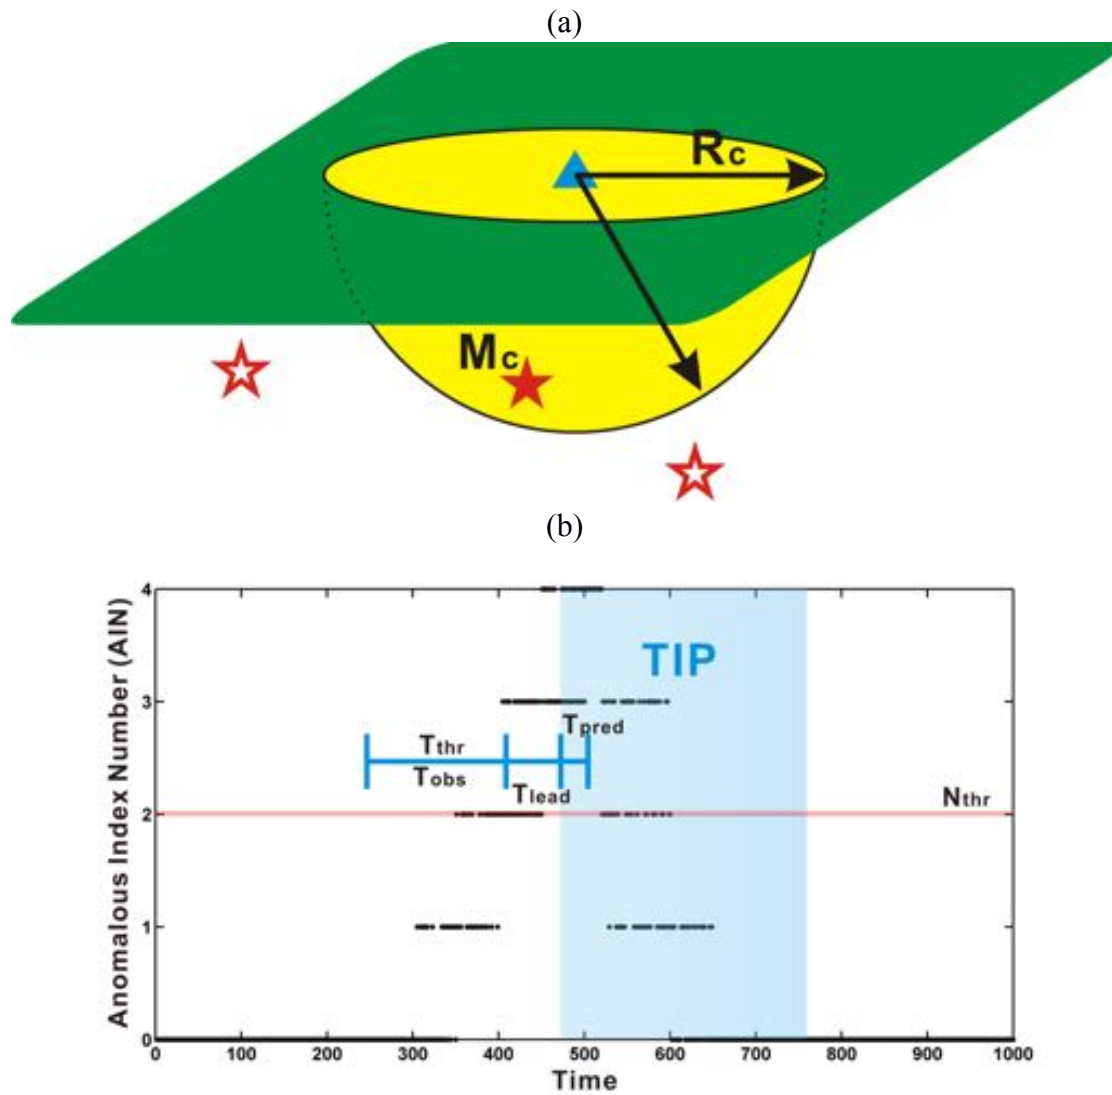 (a)
Rc
Mc
(b)
Anomalous Index Number (AIN)
4
3
2
1
0
TIP
Tpred
Tthr
Tobs
Tlead
Nthr
0 100 200 300 400 500 600 700 800 900 1000
Time